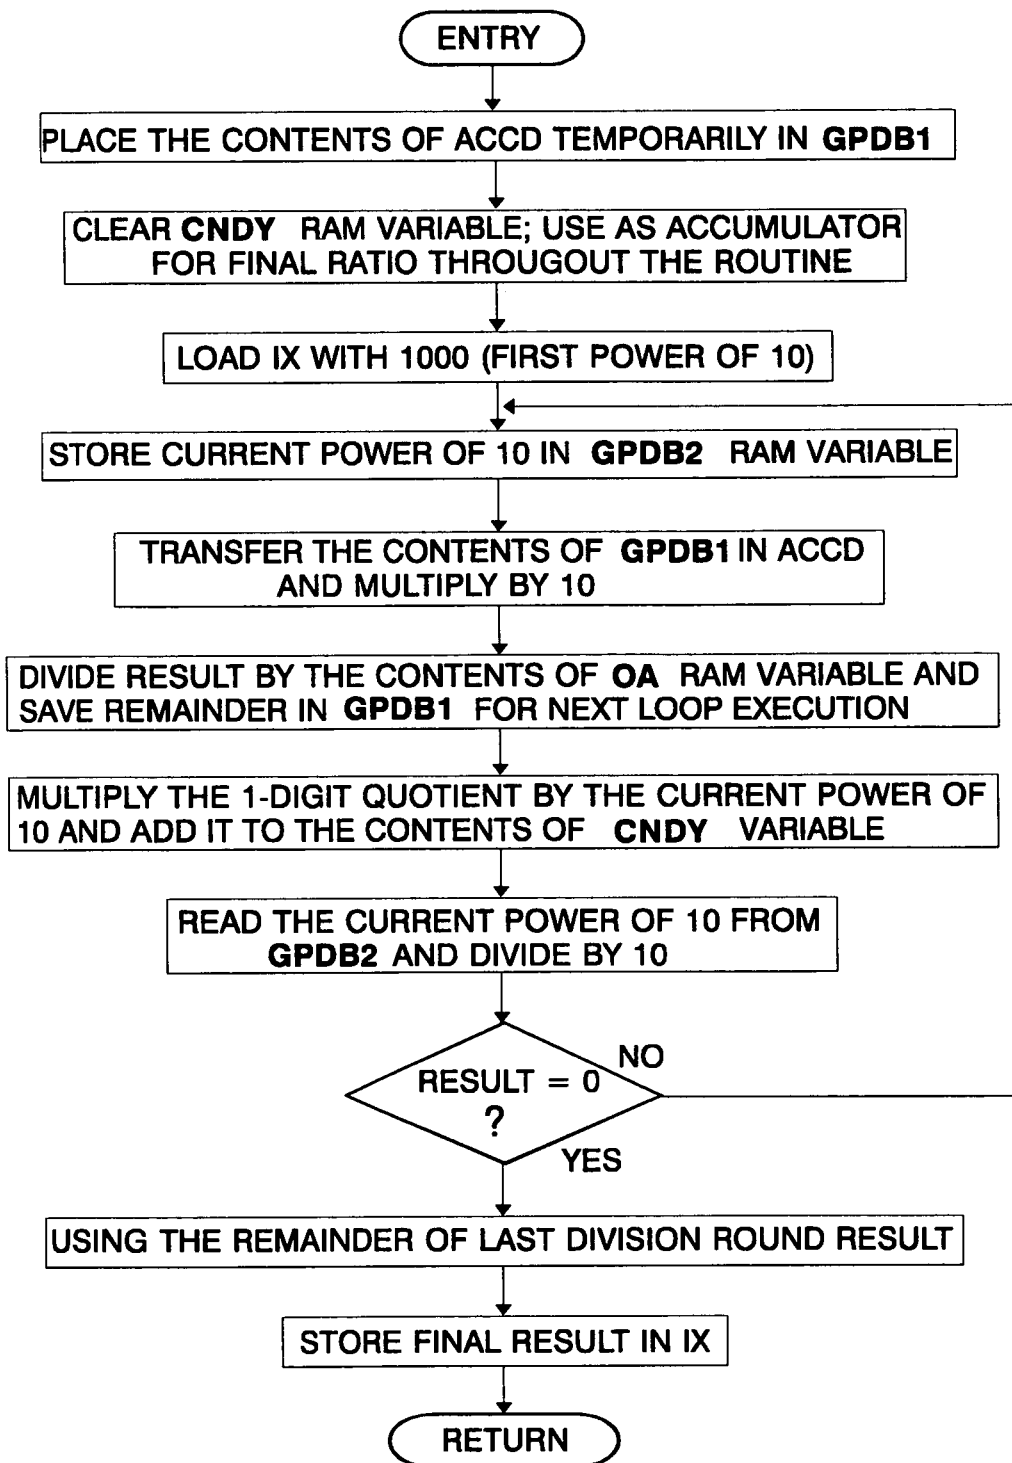 ENTRY
PLACE THE CONTENTS OF ACCD TEMPORARILY IN GPDB1
CLEAR CNDY RAM VARIABLE; USE AS ACCUMULATOR
FOR FINAL RATIO THROUGOUT THE ROUTINE
LOAD IX WITH 1000 (FIRST POWER OF 10)
STORE CURRENT POWER OF 10 IN GPDB2 RAM VARIABLE
TRANSFER THE CONTENTS OF GPDB1 IN ACCD
AND MULTIPLY BY 10
DIVIDE RESULT BY THE CONTENTS OF OA RAM VARIABLE AND
SAVE REMAINDER IN GPDB1 FOR NEXT LOOP EXECUTION
MULTIPLY THE 1-DIGIT QUOTIENT BY THE CURRENT POWER OF
10 AND ADD IT TO THE CONTENTS OF CNDY VARIABLE
READ THE CURRENT POWER OF 10 FROM
GPDB2 AND DIVIDE BY 10
NO
RESULT = 0
?
YES
USING THE REMAINDER OF LAST DIVISION ROUND RESULT
STORE FINAL RESULT IN IX
RETURN